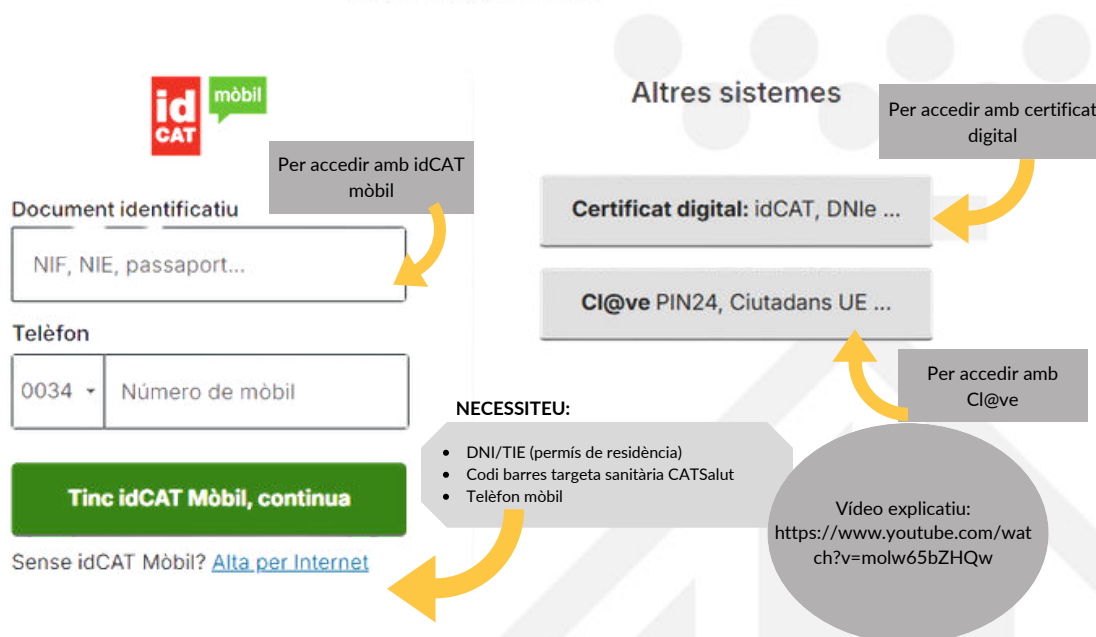 id
CAT
mòbil
Per accedir amb idCAT
mòbil
Document identificatiu
NIF, NIE, passaport...
Telèfon
0034
Número de mòbil
Tinc idCAT Mòbil, continua
Sense idCAT Mòbil? Alta per Internet
NECESSITEU:
• DNI/TIE (permís de residència)
• Codi barres targeta sanitària CATSalut
• Telèfon mòbil
Altres sistemes
Per accedir amb certificat
digital
Certificat digital: idCAT, DNIe ...
Cl@ve PIN24, Ciutadans UE ...
Per accedir amb
Cl@ve
Vídeo explicatiu:
https://www.youtube.com/wat
ch?v=molw65bZHQw